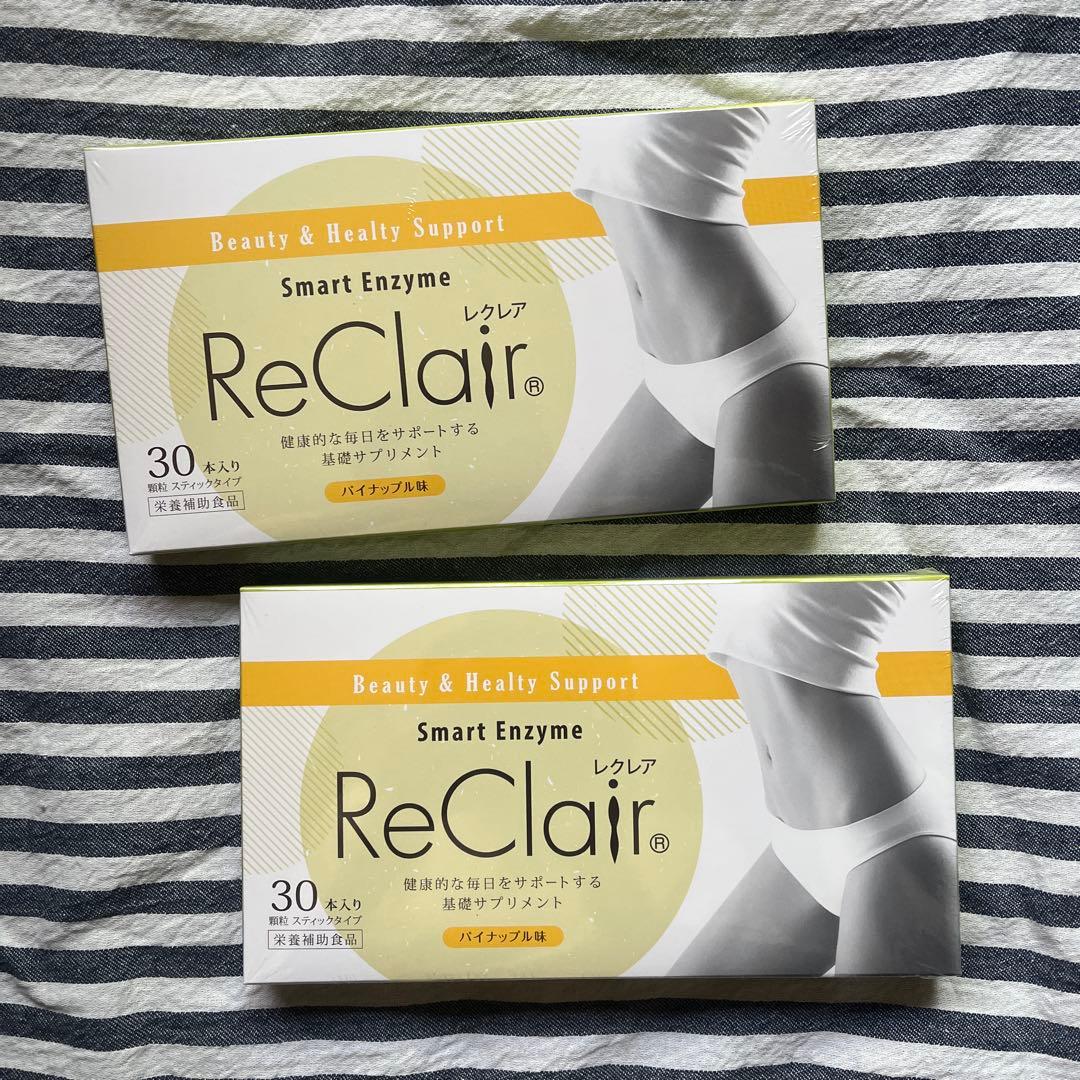 Beauty & Healty Support
Smart Enzyme
レクレア
ReClair®
健康的な毎日をサポートする
基礎サプリメント
パイナップル味
30本入り
顆粒 スティックタイプ
栄養補助食品
Beauty & Healty Support
Smart Enzyme
レクレア
ReClair®
健康的な毎日をサポートする
基礎サプリメント
パイナップル味
30本入り
顆粒 スティックタイプ
栄養補助食品